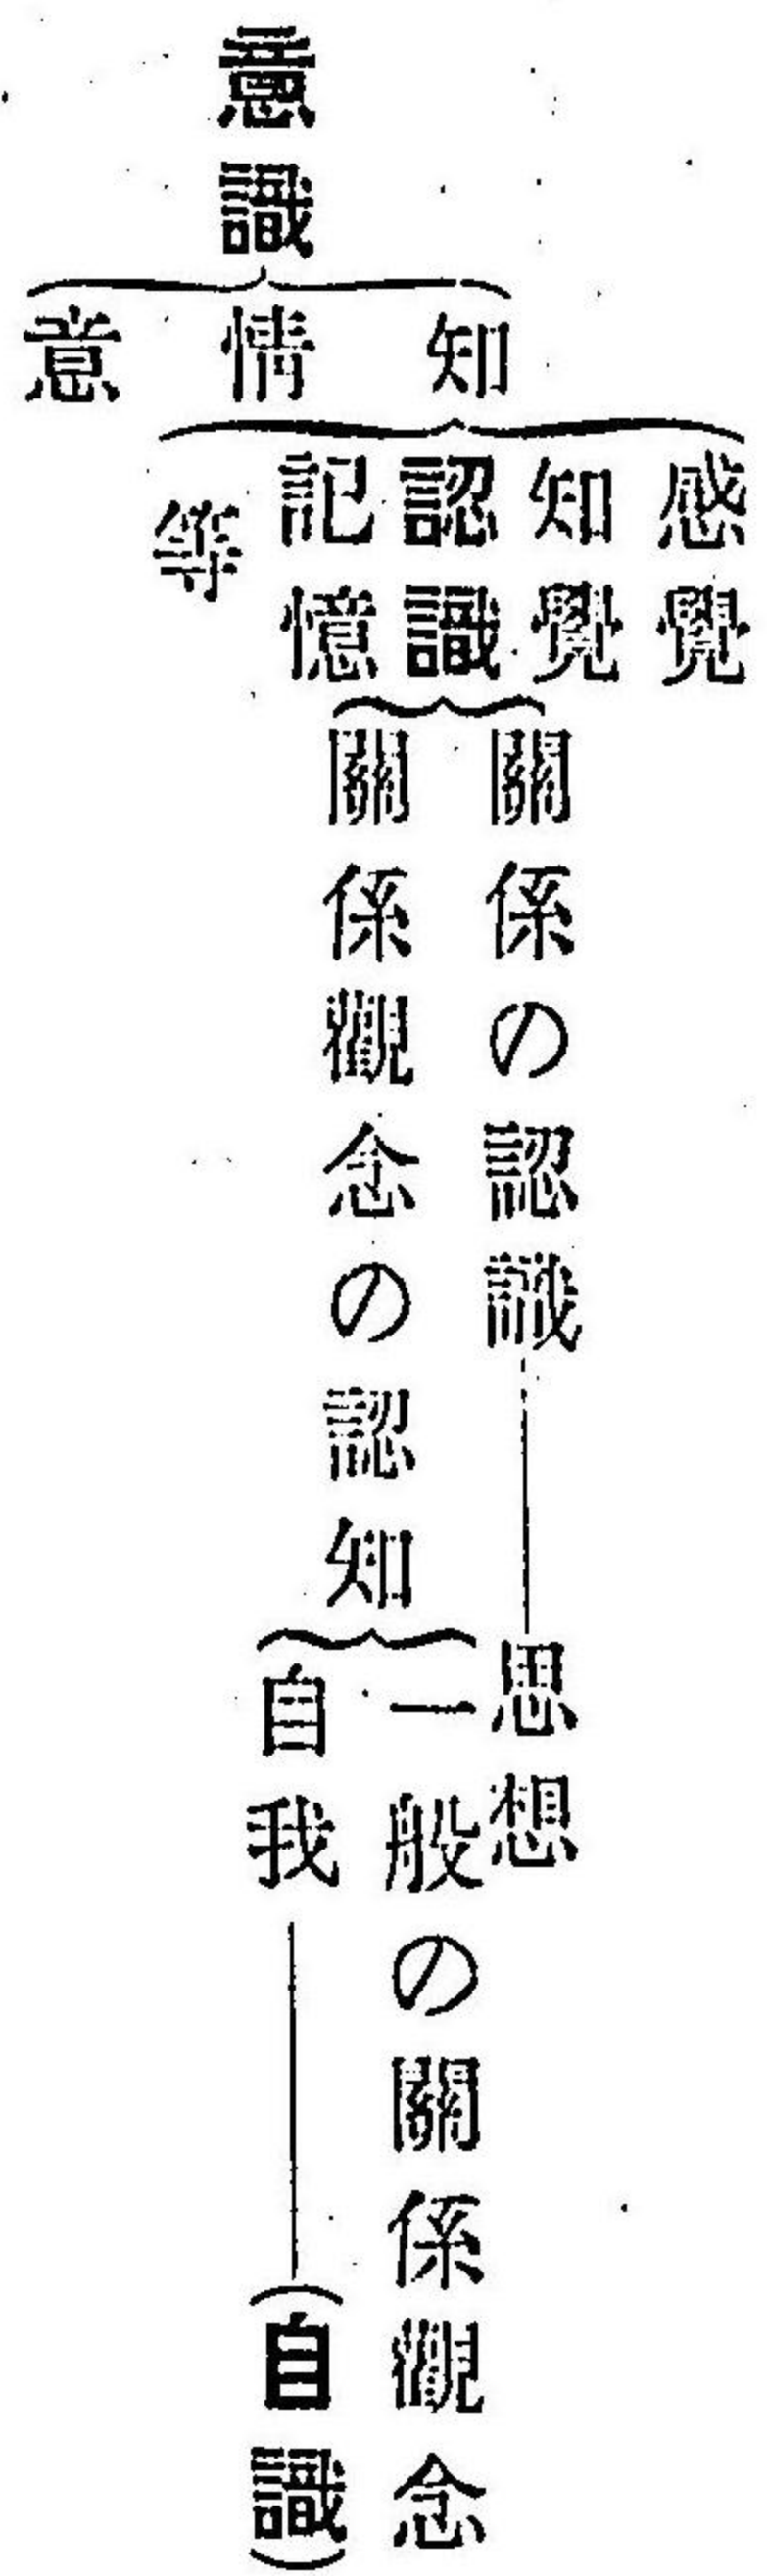 意識
知
情
意
感覺
知覺
認識
記憶
等
關係の認識
思想
關係觀念の認知
一般の關係觀念
自我
(自識)